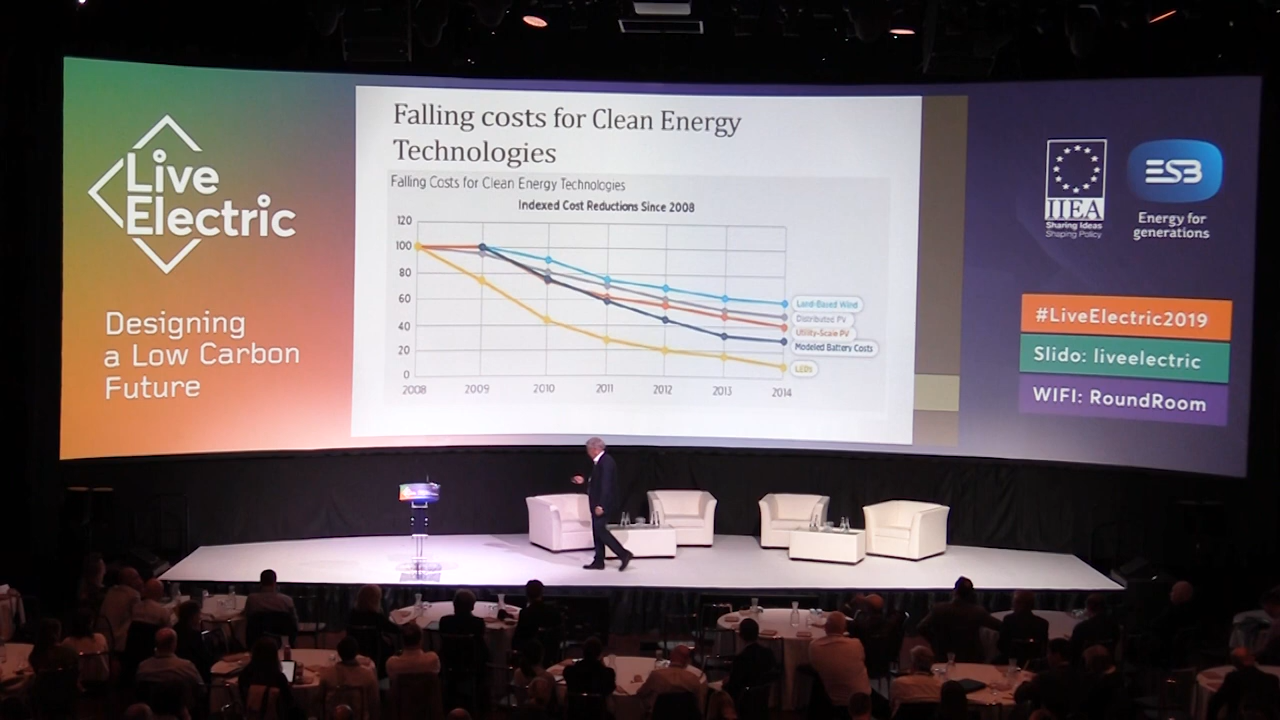 Live
Electric
Designing
a Low Carbon
Future
Falling costs for Clean Energy
Technologies
Falling Costs for Clean Energy Technologies
Indexed Cost Reductions Since 2008
120
100
80
60
40
20
0
2008 2009 2010 2011 2012 2013 2014
Land-Based Wind
Distributed PV
Utility-Scale PV
Modeled Battery Costs
LEDs
IIEA
Sharing Ideas
Shaping Policy
ESB
Energy for
generations
#LiveElectric2019
Slido: liveelectric
WIFI: RoundRoom